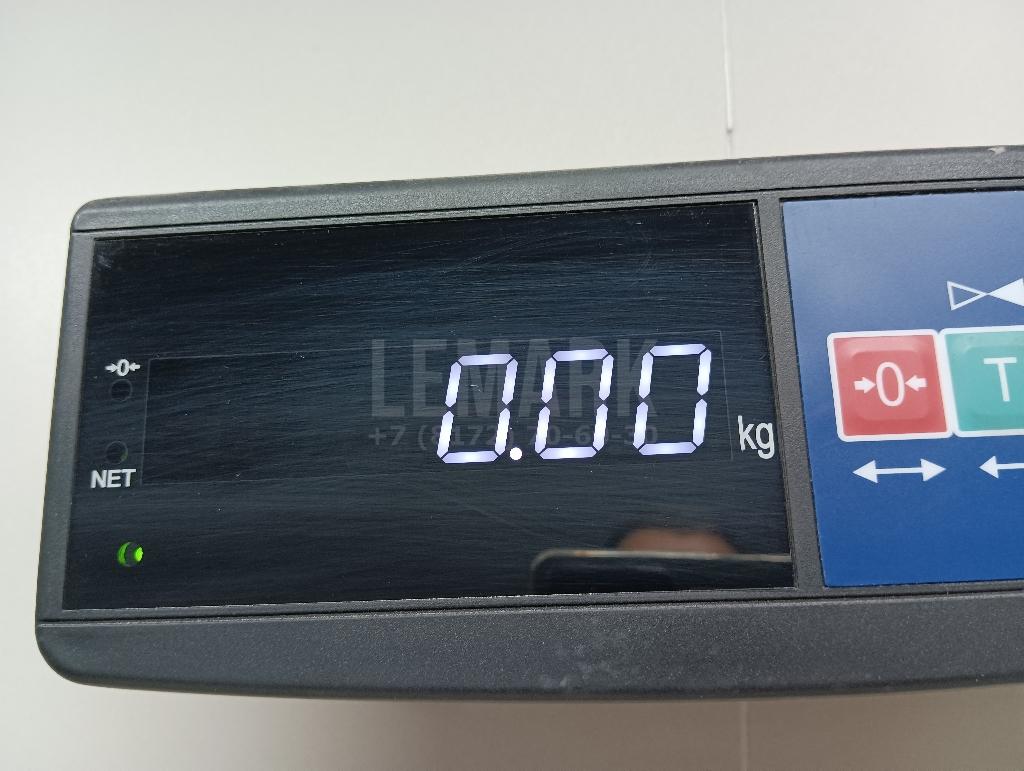 LEMARK
0.00
kg
→0←
NET
→0←
T